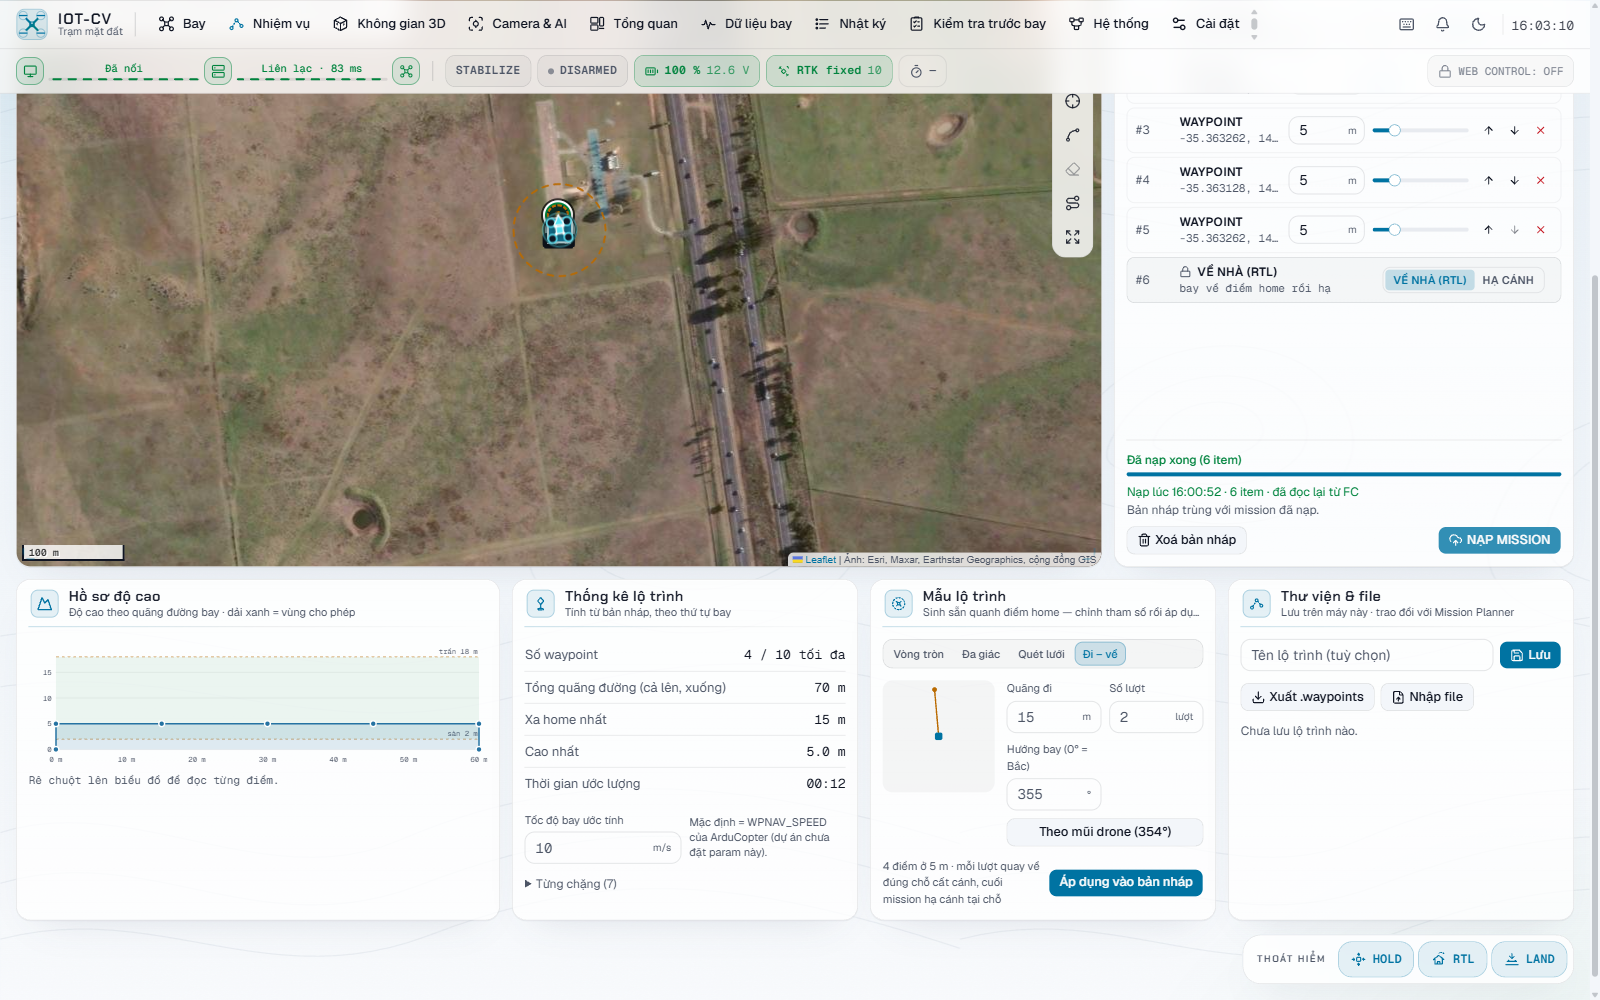 IOT-CV
Trạm mặt đất
Bay
Nhiệm vụ
Không gian 3D
Camera & AI
Tổng quan
Dữ liệu bay
Nhật ký
Kiểm tra trước bay
Hệ thống
Cài đặt
16:03:10
Đã nối
Liên lạc · 83 ms
STABILIZE
DISARMED
100 % 12.6 V
RTK fixed 10
–
WEB CONTROL: OFF
#3
WAYPOINT
-35.363262, 14…
5 m
#4
WAYPOINT
-35.363128, 14…
5 m
#5
WAYPOINT
-35.363262, 14…
5 m
#6
VỀ NHÀ (RTL)
bay về điểm home rồi hạ
VỀ NHÀ (RTL)
HẠ CÁNH
Đã nạp xong (6 item)
Nạp lúc 16:00:52 · 6 item · đã đọc lại từ FC
Bản nháp trùng với mission đã nạp.
Xoá bản nháp
NẠP MISSION
100 m
Leaflet | Ảnh: Esri, Maxar, Earthstar Geographics, cộng đồng GIS
Hồ sơ độ cao
Độ cao theo quãng đường bay · dải xanh = vùng cho phép
trần 18 m
15
10
5
0
sàn 2 m
0 m
10 m
20 m
30 m
40 m
50 m
60 m
Rê chuột lên biểu đồ để đọc từng điểm.
Thống kê lộ trình
Tính từ bản nháp, theo thứ tự bay
Số waypoint
4 / 10 tối đa
Tổng quãng đường (cả lên, xuống)
70 m
Xa home nhất
15 m
Cao nhất
5.0 m
Thời gian ước lượng
00:12
Tốc độ bay ước tính
10 m/s
Mặc định = WPNAV_SPEED
của ArduCopter (dự án chưa
đặt param này).
Từng chặng (7)
Mẫu lộ trình
Sinh sẵn quanh điểm home — chỉnh tham số rồi áp dụ…
Vòng tròn
Đa giác
Quét lưới
Đi – về
Quãng đi
15 m
Số lượt
2 lượt
Hướng bay (0° =
Bắc)
355 °
Theo mũi drone (354°)
4 điểm ở 5 m · mỗi lượt quay về
đúng chỗ cất cánh, cuối
mission hạ cánh tại chỗ
Áp dụng vào bản nháp
Thư viện & file
Lưu trên máy này · trao đổi với Mission Planner
Tên lộ trình (tuỳ chọn)
Lưu
Xuất .waypoints
Nhập file
Chưa lưu lộ trình nào.
THOÁT HIỂM
HOLD
RTL
LAND